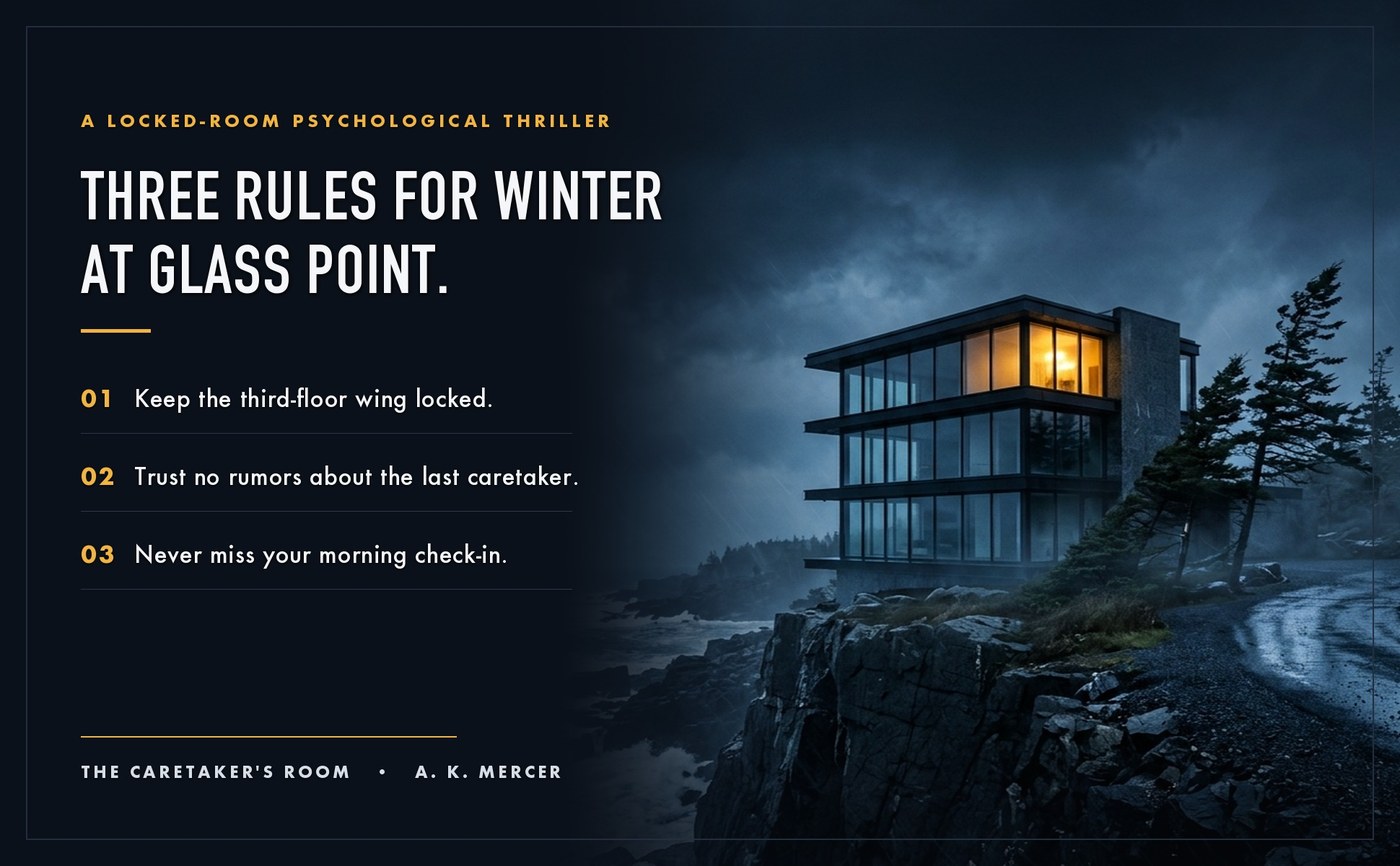 A LOCKED-ROOM PSYCHOLOGICAL THRILLER
THREE RULES FOR WINTER
AT GLASS POINT.
01 Keep the third-floor wing locked.
02 Trust no rumors about the last caretaker.
03 Never miss your morning check-in.
THE CARETAKER'S ROOM • A. K. MERCER